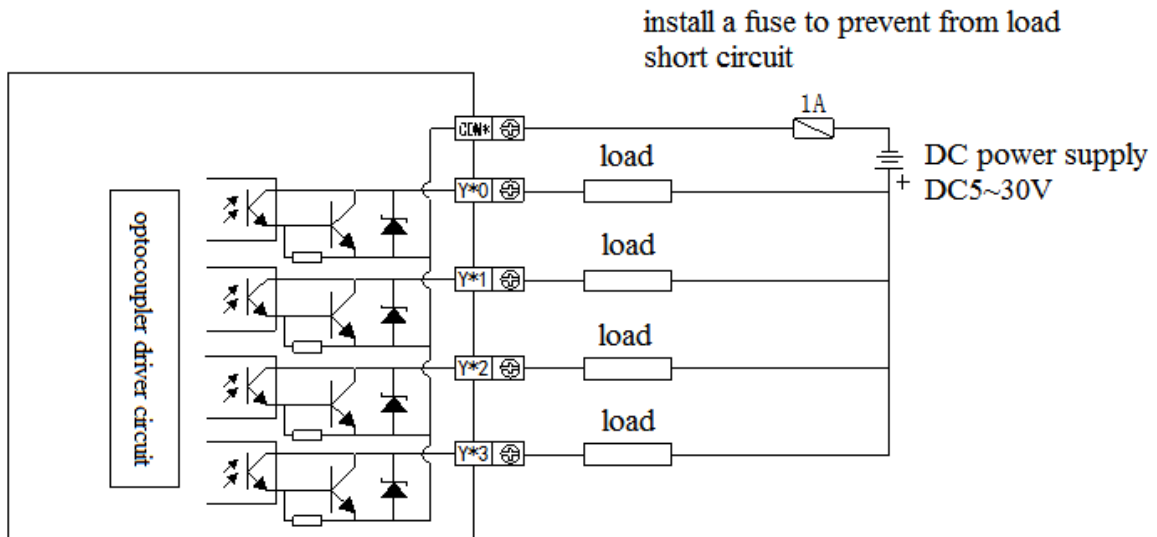 install a fuse to prevent from load
short circuit
1A
COM*
load
DC power supply
DC5~30V
+
Y*0
load
Y*1
load
Y*2
load
Y*3
optocoupler driver circuit